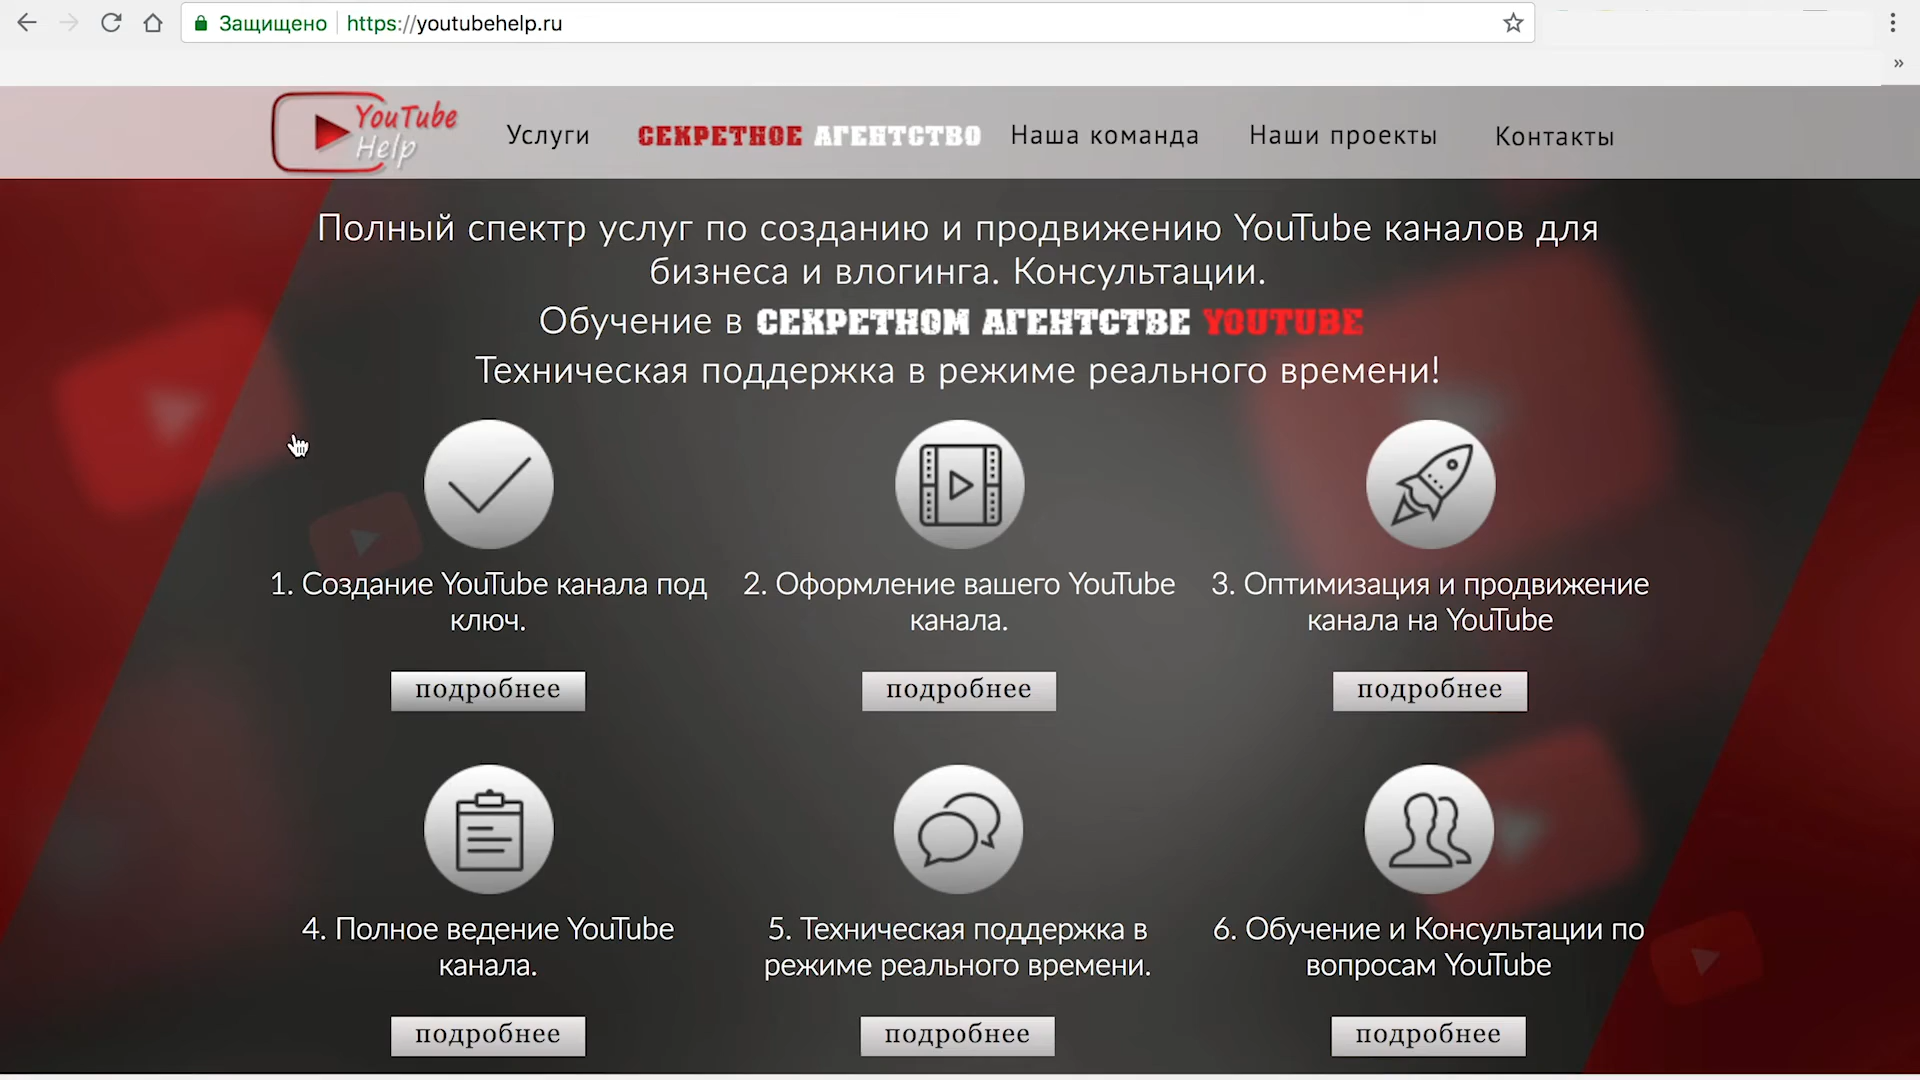 Защищено https://youtubehelp.ru
»
YouTube
Help
Услуги СЕКРЕТНОЕ АГЕНТСТВО Наша команда Наши проекты Контакты
Полный спектр услуг по созданию и продвижению YouTube каналов для
бизнеса и влогинга. Консультации.
Обучение в СЕКРЕТНОМ АГЕНТСТВЕ YOUTUBE
Техническая поддержка в режиме реального времени!
1. Создание YouTube канала под
ключ.
подробнее
2. Оформление вашего YouTube
канала.
подробнее
3. Оптимизация и продвижение
канала на YouTube
подробнее
4. Полное ведение YouTube
канала.
подробнее
5. Техническая поддержка в
режиме реального времени.
подробнее
6. Обучение и Консультации по
вопросам YouTube
подробнее